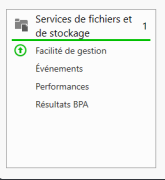 Services de fichiers et
de stockage 1
Facilité de gestion
Événements
Performances
Résultats BPA